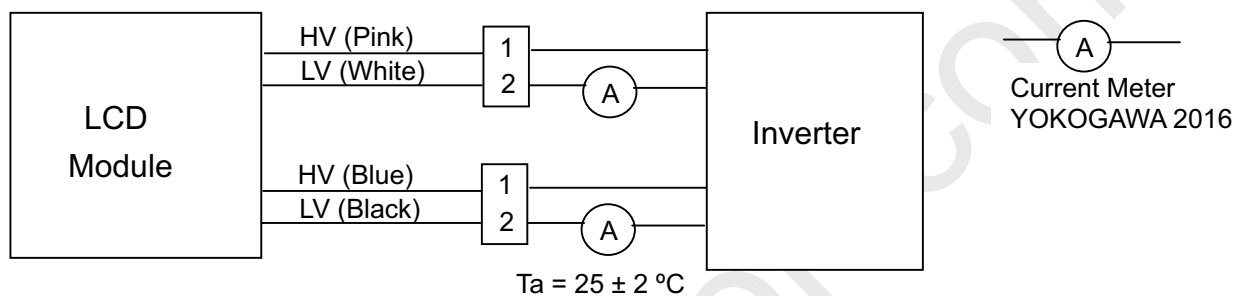 HV (Pink)
LV (White)
1
2
A
LCD
Module
Inverter
A
Current Meter
YOKOGAWA 2016
HV (Blue)
LV (Black)
1
2
A
Ta = 25 ± 2 ºC